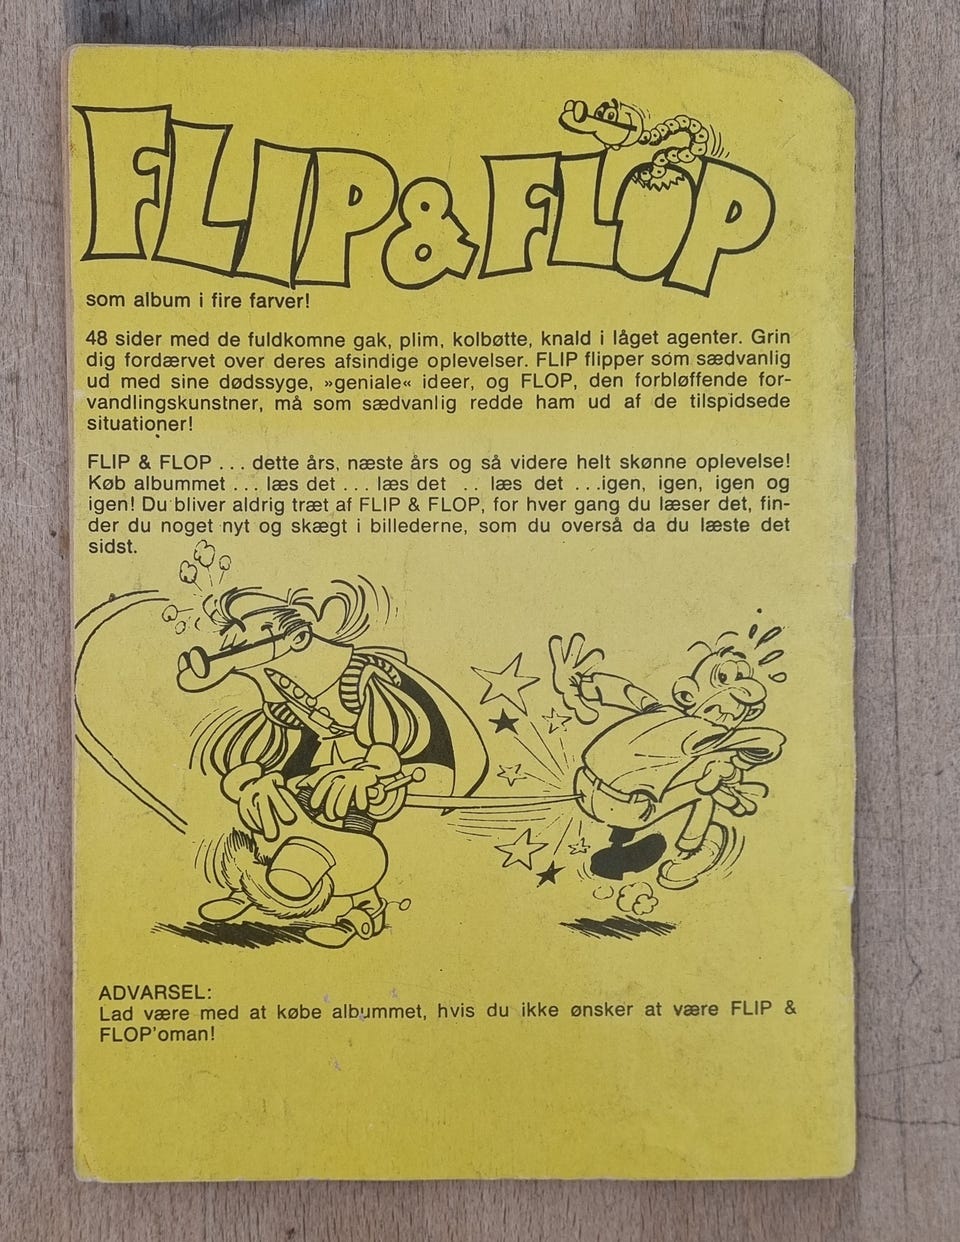 FLIP & FLOP
som album i fire farver!
48 sider med de fuldkomne gak, plim, kolbøtte, knald i låget agenter. Grin
dig fordærvet over deres afsindige oplevelser. FLIP flipper som sædvanlig
ud med sine dødssyge, »geniale« ideer, og FLOP, den forbløffende for-
vandlingskunstner, må som sædvanlig redde ham ud af de tilspidsede
situationer!
FLIP & FLOP ... dette års, næste års og så videre helt skønne oplevelse!
Køb albummet ... læs det ... læs det .. læs det ...igen, igen, igen og
igen! Du bliver aldrig træt af FLIP & FLOP, for hver gang du læser det, fin-
der du noget nyt og skægt i billederne, som du overså da du læste det
sidst.
ADVARSEL:
Lad være med at købe albummet, hvis du ikke ønsker at være FLIP &
FLOP'oman!